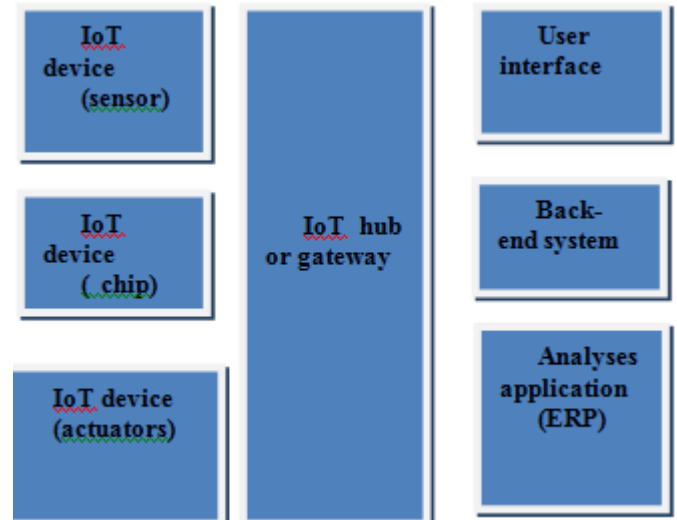 IoT
device
(sensor)
IoT
device
( chip)
IoT device
(actuators)
IoT hub
or gateway
User
interface
Back-
end system
Analyses
application
(ERP)